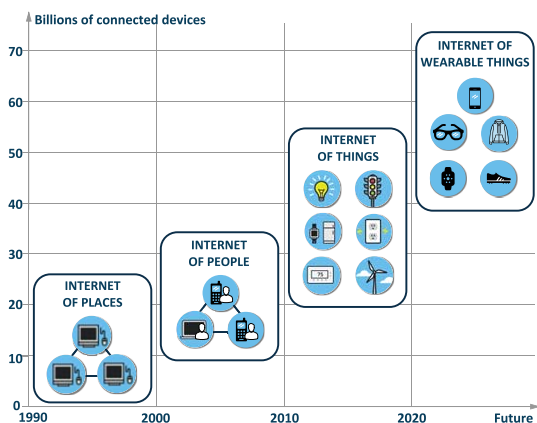 Billions of connected devices
70
60
50
40
30
20
10
0
INTERNET OF
WEARABLE THINGS
INTERNET
OF THINGS
75
INTERNET
OF PEOPLE
INTERNET
OF PLACES
1990
2000
2010
2020
Future